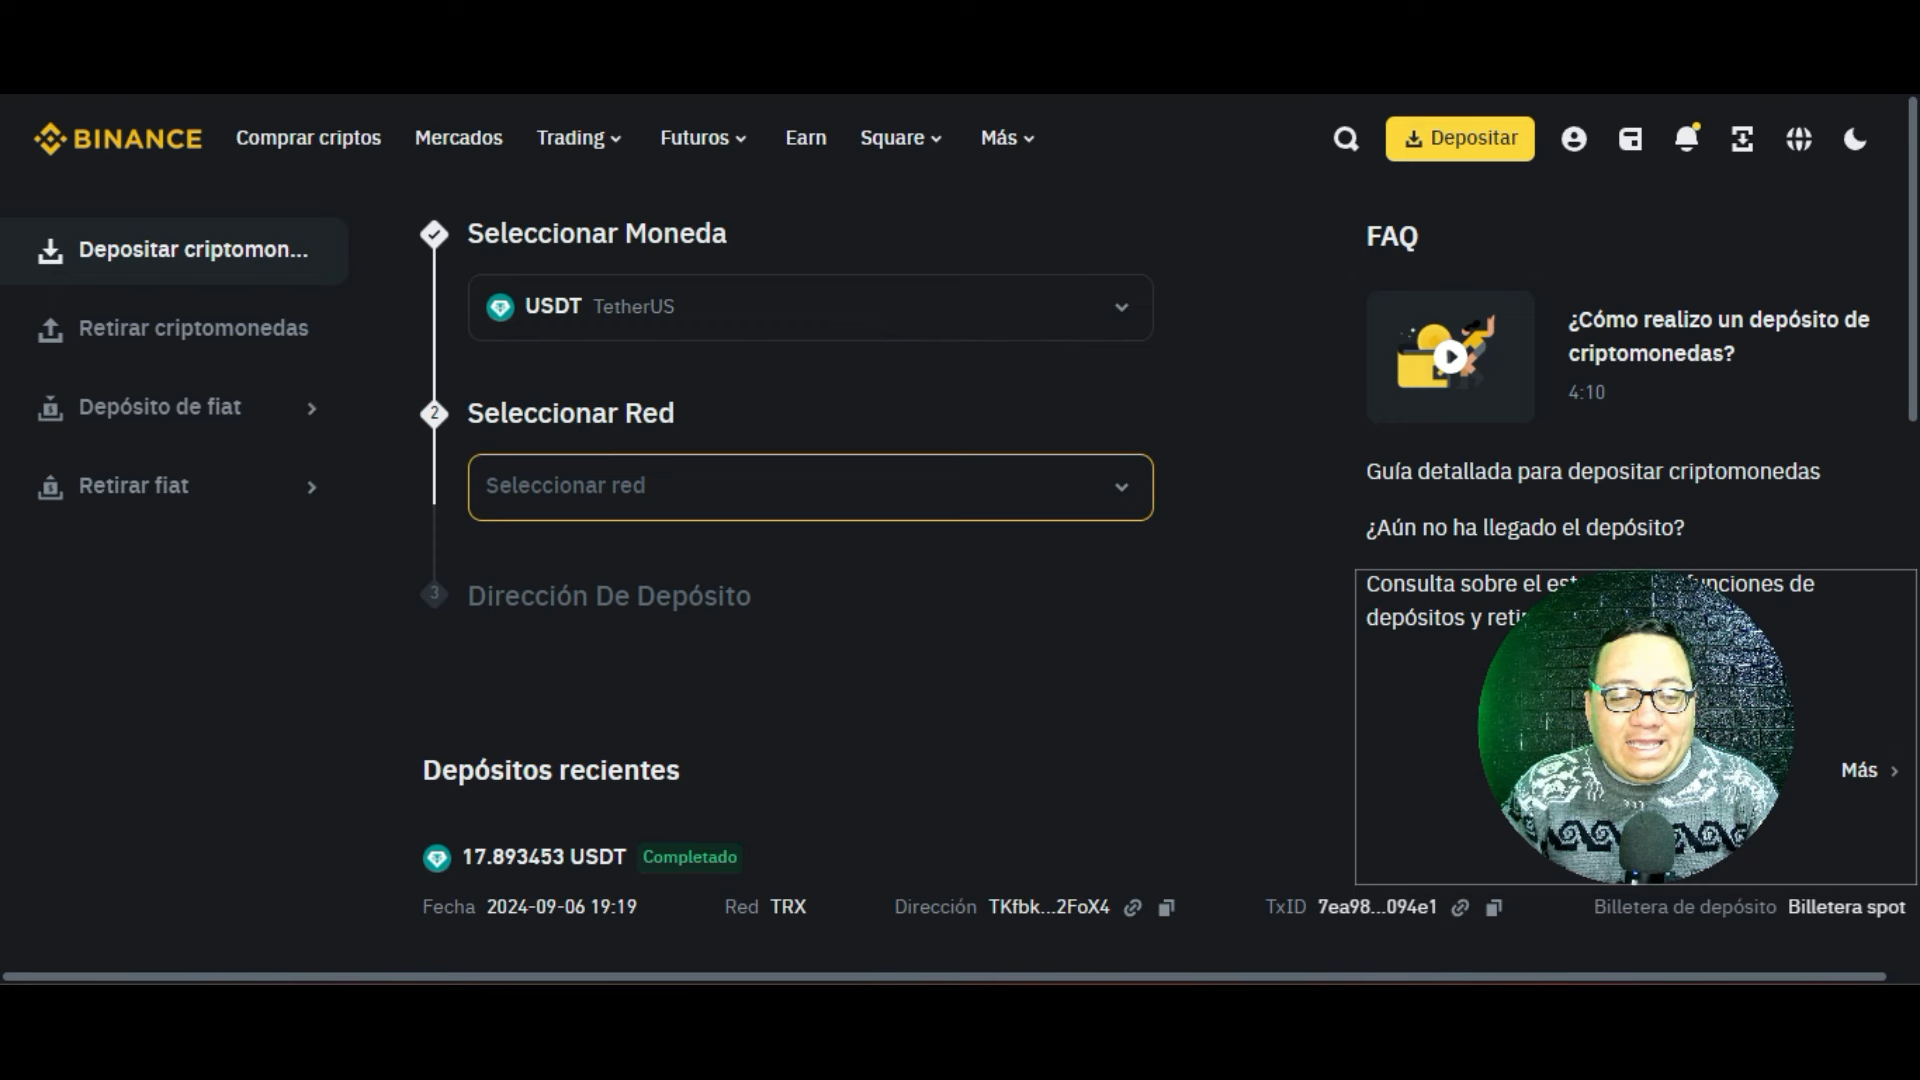 BINANCE Comprar criptos Mercados Trading Futuros Earn Square Más Depositar
Depositar criptomon...
Retirar criptomonedas
Depósito de fiat
Retirar fiat
Seleccionar Moneda
USDT TetherUS
2 Seleccionar Red
Seleccionar red
3 Dirección De Depósito
FAQ
¿Cómo realizo un depósito de
criptomonedas?
4:10
Guía detallada para depositar criptomonedas
¿Aún no ha llegado el depósito?
Consulta sobre el funciones de
depósitos y
Depósitos recientes
Más
17.893453 USDT Completado
Fecha 2024-09-06 19:19 Red TRX Dirección TKfbk...2FoX4 TxID 7ea98...094e1 Billetera de depósito Billetera spot